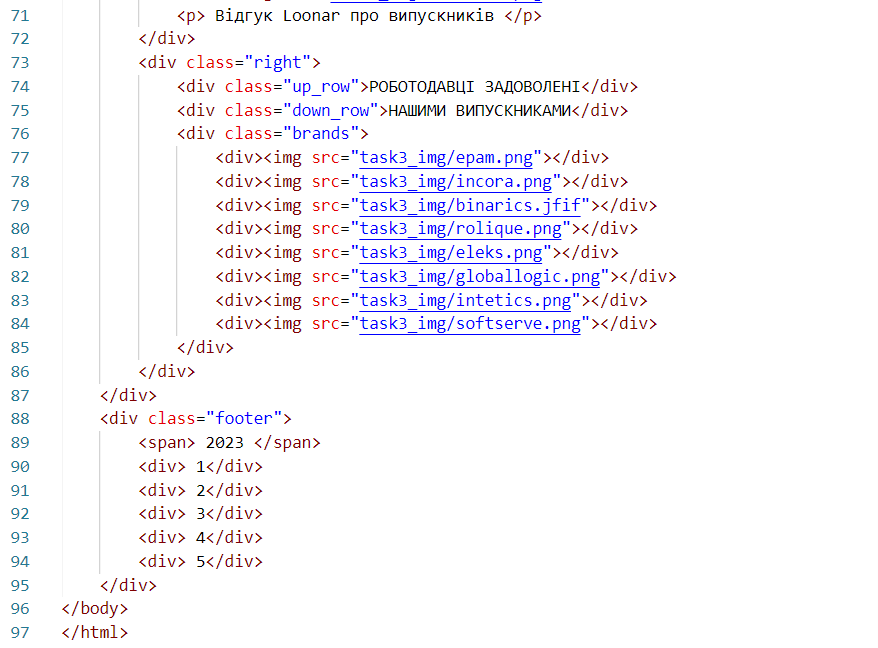 71 <p> Відгук Loonar про випускників </p>
72 </div>
73 <div class="right">
74 <div class="up_row">РОБОТОДАВЦІ ЗАДОВОЛЕНІ</div>
75 <div class="down_row">НАШИМИ ВИПУСКНИКАМИ</div>
76 <div class="brands">
77 <div><img src="task3_img/epam.png"></div>
78 <div><img src="task3_img/incora.png"></div>
79 <div><img src="task3_img/binarics.jfif"></div>
80 <div><img src="task3_img/rolique.png"></div>
81 <div><img src="task3_img/eleks.png"></div>
82 <div><img src="task3_img/globallogic.png"></div>
83 <div><img src="task3_img/intetics.png"></div>
84 <div><img src="task3_img/softserve.png"></div>
85 </div>
86 </div>
87 </div>
88 <div class="footer">
89 <span> 2023 </span>
90 <div> 1</div>
91 <div> 2</div>
92 <div> 3</div>
93 <div> 4</div>
94 <div> 5</div>
95 </div>
96 </body>
97 </html>